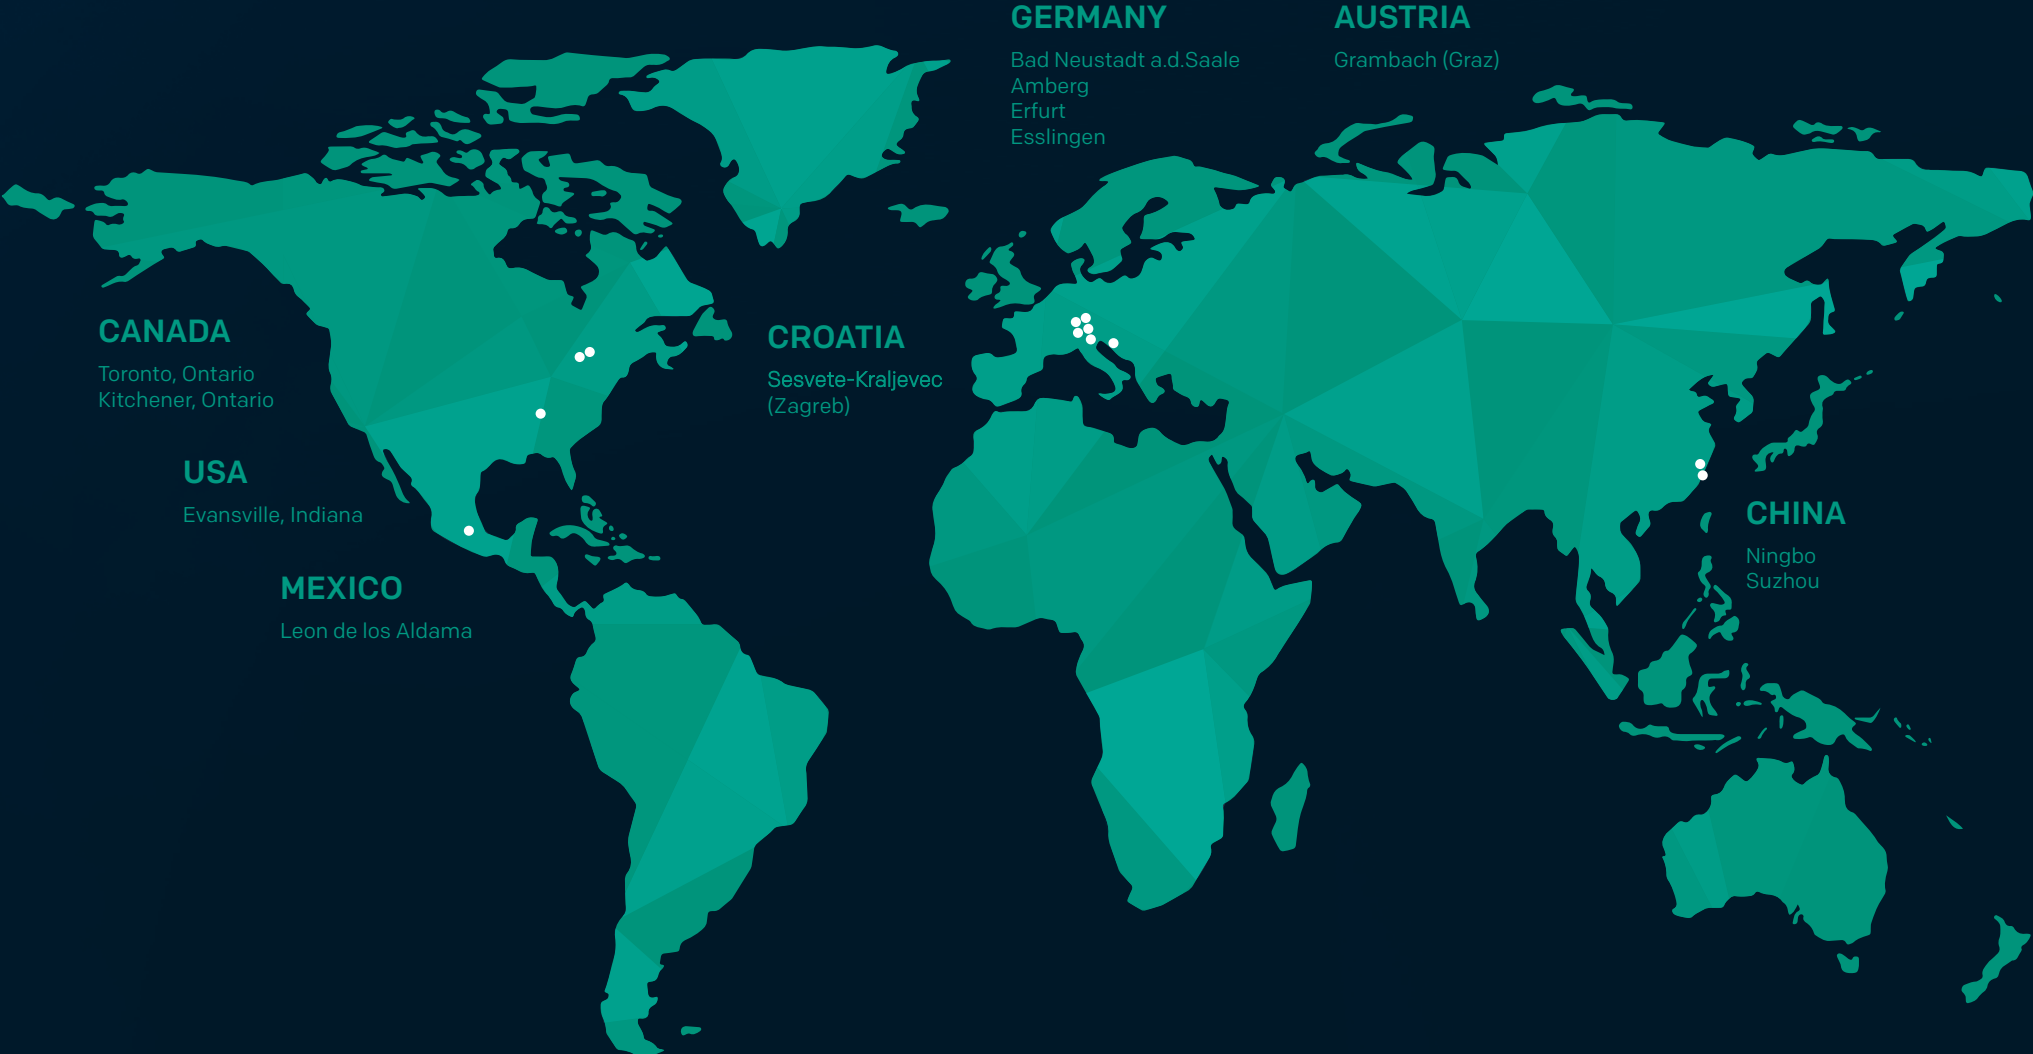 GERMANY
Bad Neustadt a.d.Saale
Amberg
Erfurt
Esslingen
AUSTRIA
Grambach (Graz)
CANADA
Toronto, Ontario
Kitchener, Ontario
CROATIA
Sesvete-Kraljevec
(Zagreb)
USA
Evansville, Indiana
MEXICO
Leon de los Aldama
CHINA
Ningbo
Suzhou